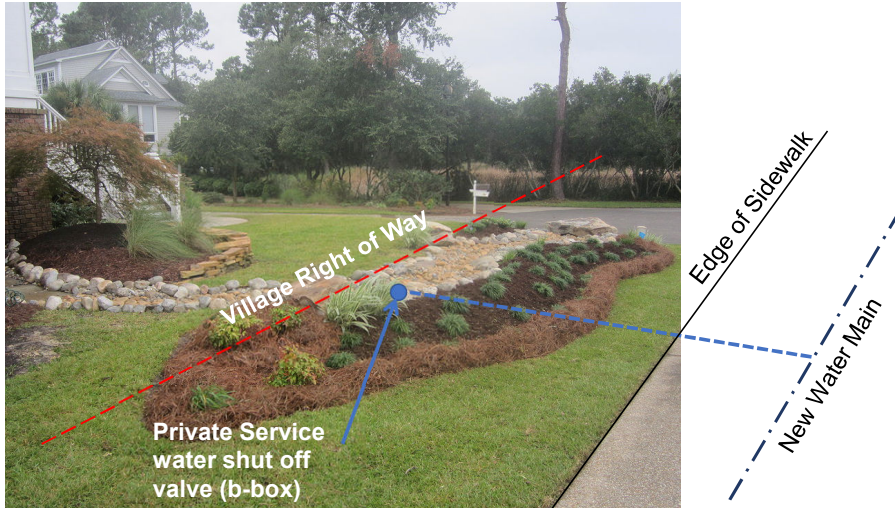 Edge of Sidewalk
Village Right of Way
New Water Main
Private Service
water shut off
valve (b-box)